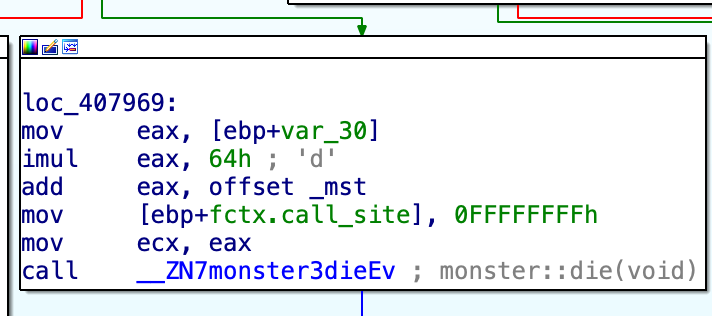 loc_407969:
mov     eax, [ebp+var_30]
imul    eax, 64h ; 'd'
add     eax, offset _mst
mov     [ebp+fctx.call_site], 0FFFFFFFFh
mov     ecx, eax
call    __ZN7monster3dieEv ; monster::die(void)